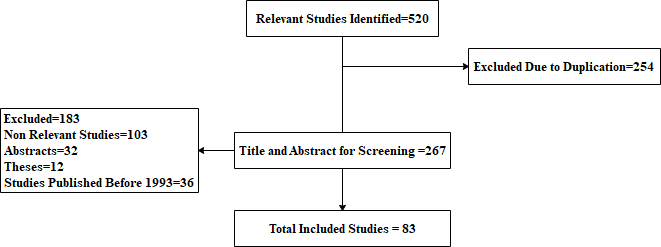 Relevant Studies Identified=520
Excluded Due to Duplication=254
Excluded=183
Non Relevant Studies=103
Abstracts=32
Theses=12
Studies Published Before 1993=36
Title and Abstract for Screening =267
Total Included Studies = 83